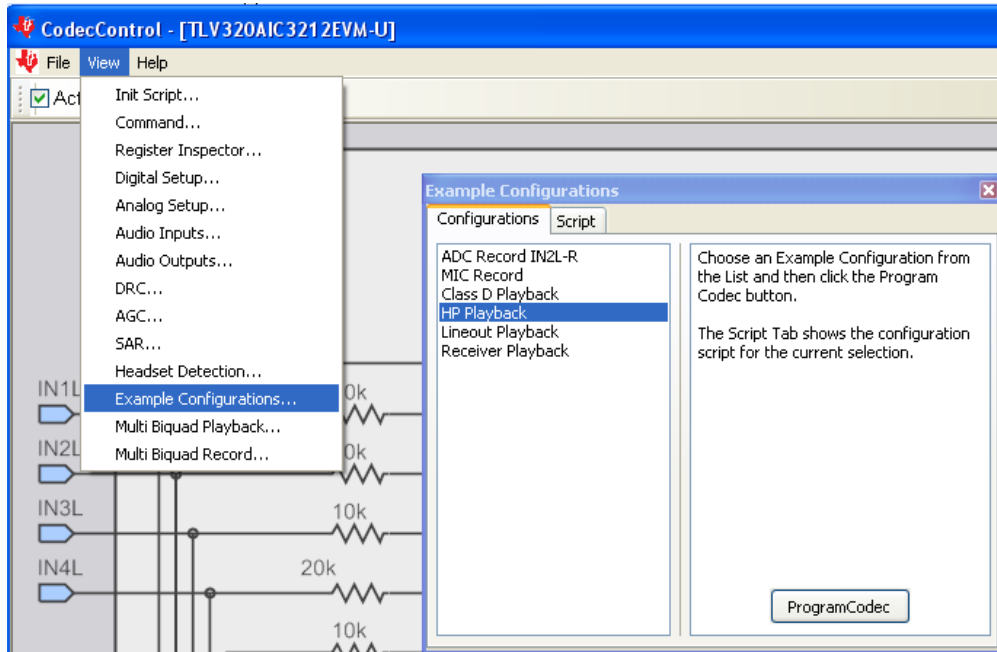 CodecControl - [TLV320AIC3212EVM-U]
File View Help
Init Script...
Command...
Register Inspector...
Digital Setup...
Analog Setup...
Audio Inputs...
Audio Outputs...
DRC...
AGC...
SAR...
Headset Detection...
Example Configurations...
Multi Biquad Playback...
Multi Biquad Record...
Example Configurations
Configurations Script
ADC Record IN2L-R
MIC Record
Class D Playback
HP Playback
Lineout Playback
Receiver Playback
Choose an Example Configuration from
the List and then click the Program
Codec button.
The Script Tab shows the configuration
script for the current selection.
ProgramCodec
IN1L
IN2L
IN3L
10k
IN4L
20k
10k